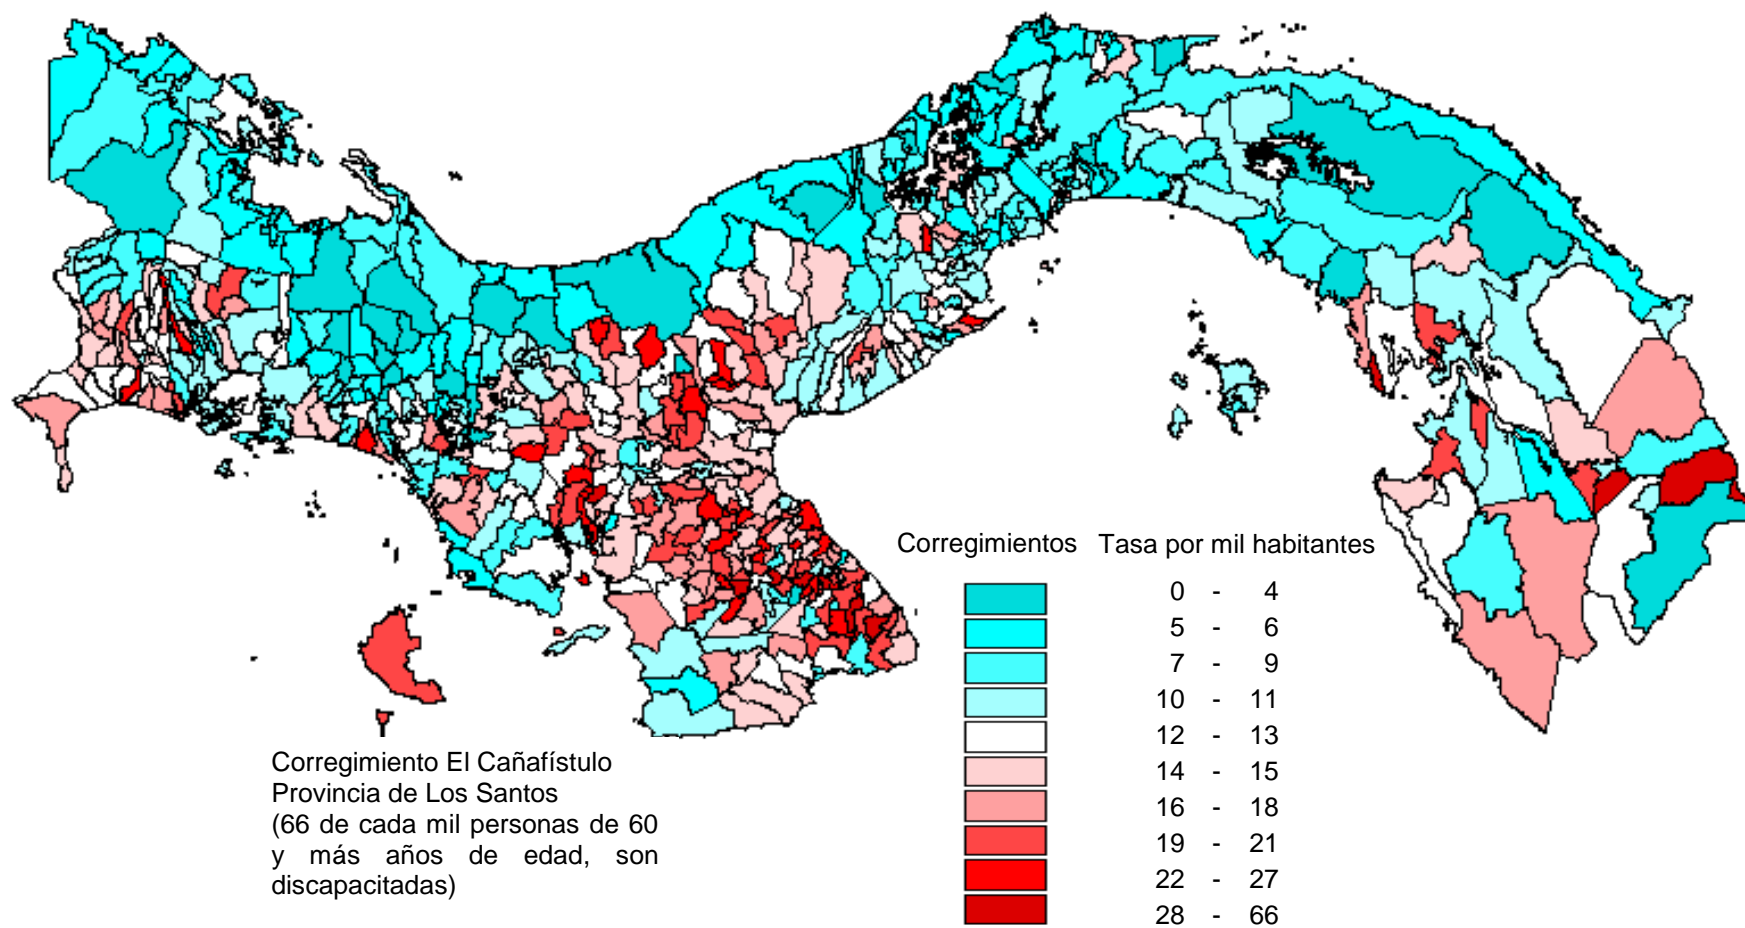 Corregimientos Tasa por mil habitantes
0 - 4
5 - 6
7 - 9
10 - 11
12 - 13
14 - 15
16 - 18
19 - 21
22 - 27
28 - 66
Corregimiento El Cañafístulo
Provincia de Los Santos
(66 de cada mil personas de 60
y más años de edad, son
discapacitadas)